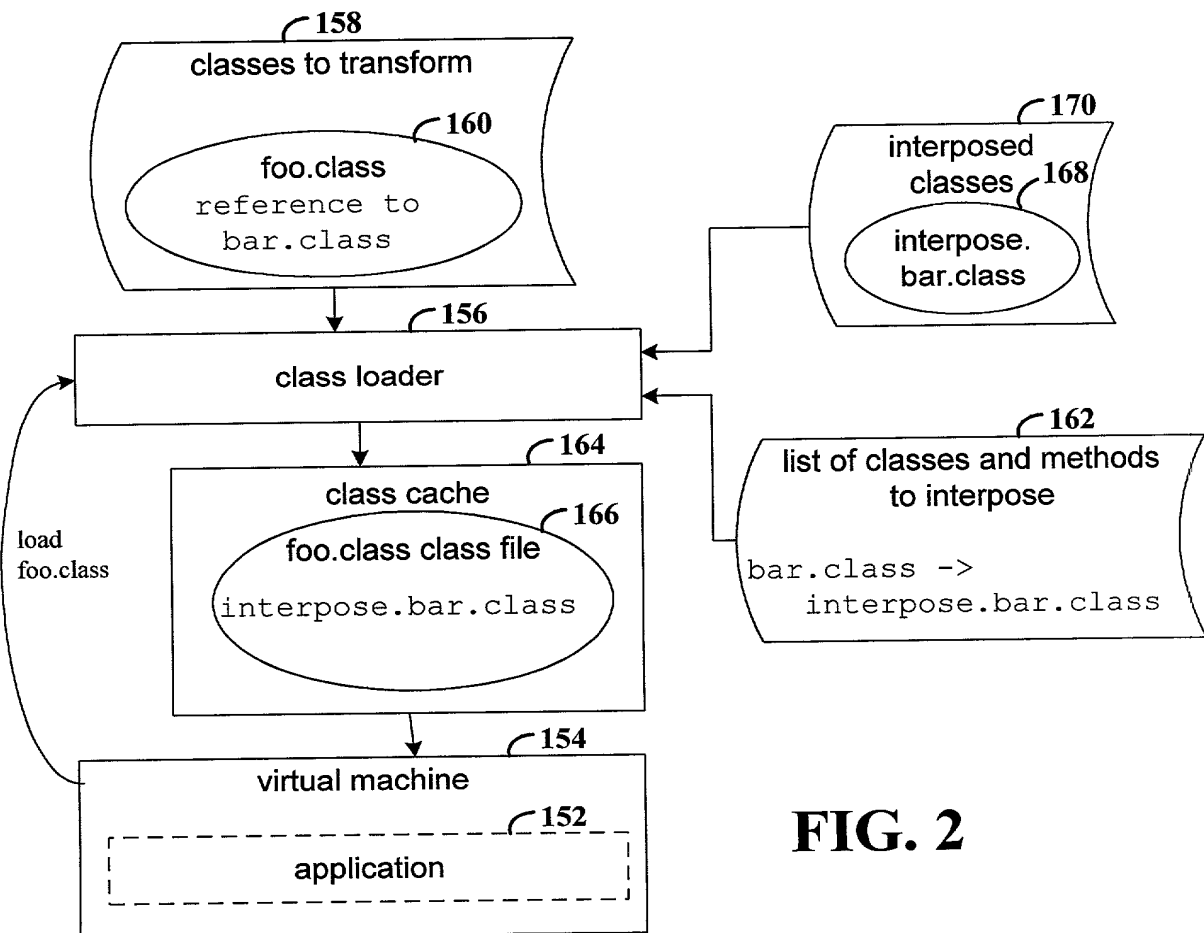 158
classes to transform
160
foo.class
reference to
bar.class
170
interposed
classes
168
interpose.
bar.class
156
class loader
162
list of classes and methods
to interpose
bar.class ->
interpose.bar.class
164
class cache
166
foo.class class file
interpose.bar.class
load
foo.class
154
virtual machine
152
application
FIG. 2